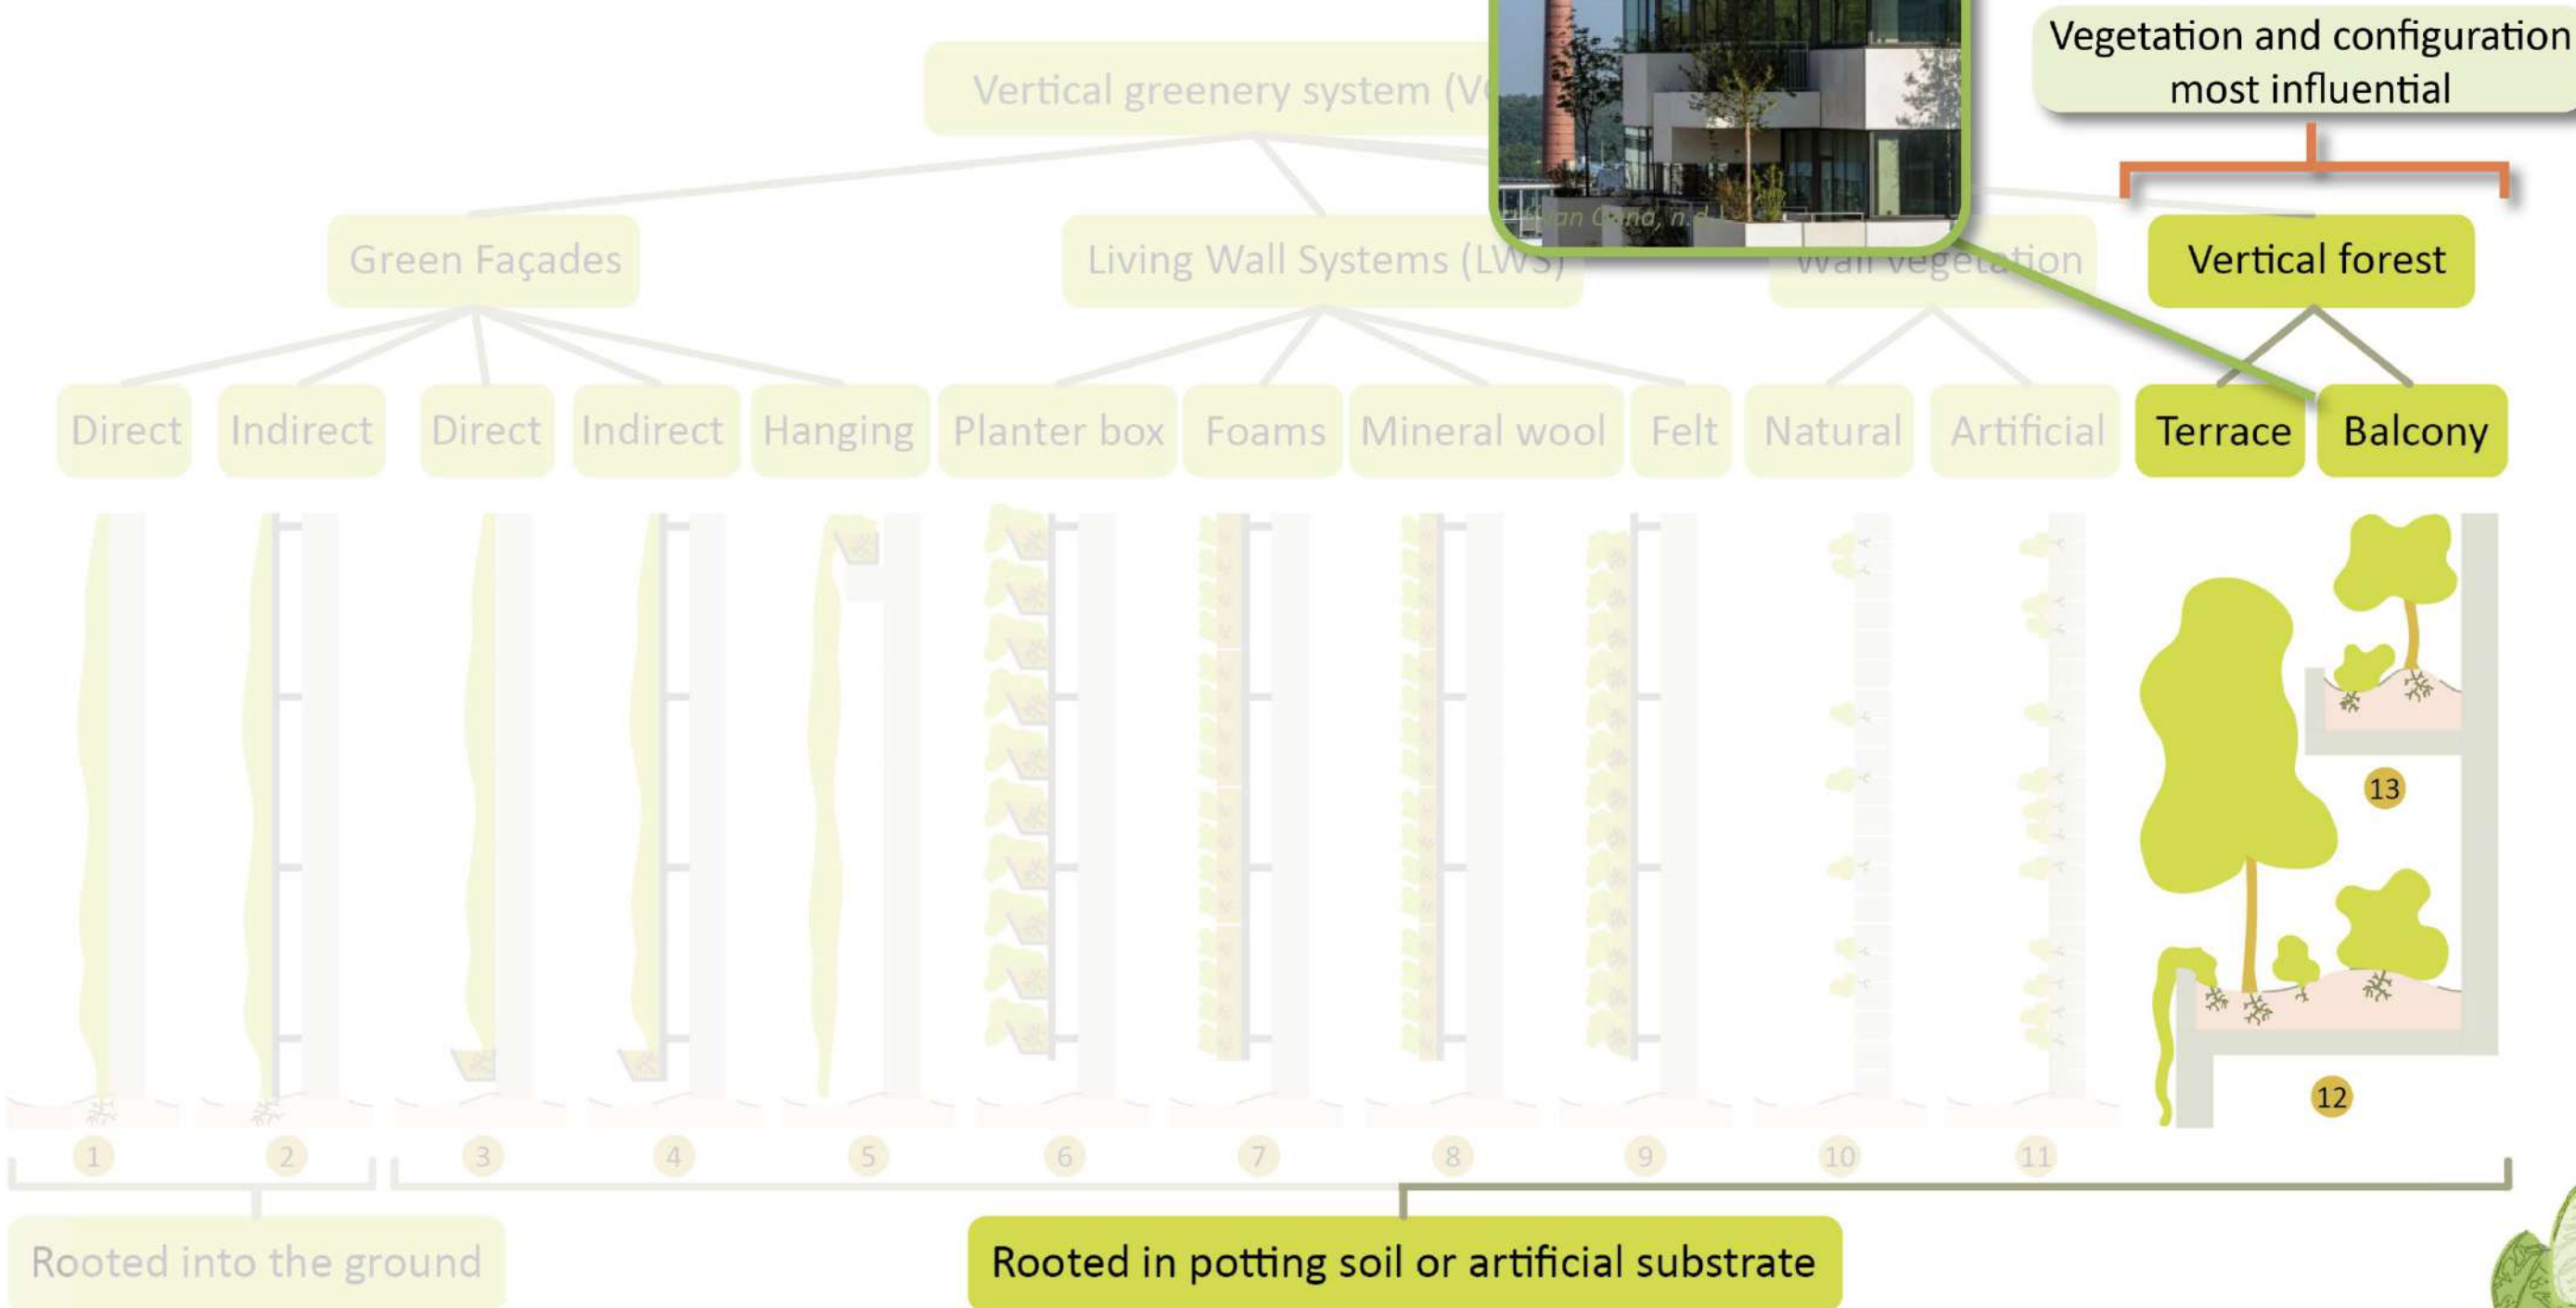 Vegetation and configuration
most influential
Vertical greenery system
Green Façades
Living Wall Systems (LWS)
Wall vegetation
Vertical forest
Direct
Indirect
Direct
Indirect
Hanging
Planter box
Foams
Mineral wool
Felt
Natural
Artificial
Terrace
Balcony
13
12
1
2
3
4
5
6
7
8
9
10
11
Rooted into the ground
Rooted in potting soil or artificial substrate